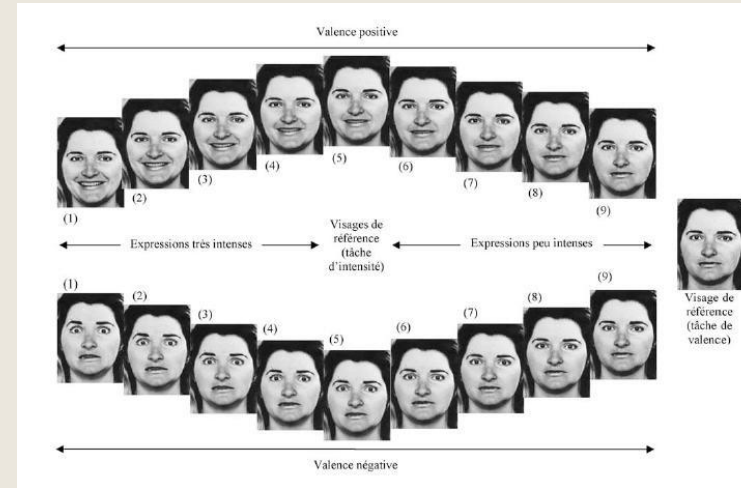 Valence positive
(1)
(2)
(3)
(4)
(5)
(6)
(7)
(8)
(9)
Expressions très intenses
Visages de
référence
(tâche
d'intensité)
Expressions peu intenses
Visage de
référence
(tâche de
valence)
(1)
(2)
(3)
(4)
(5)
(6)
(7)
(8)
(9)
Valence négative